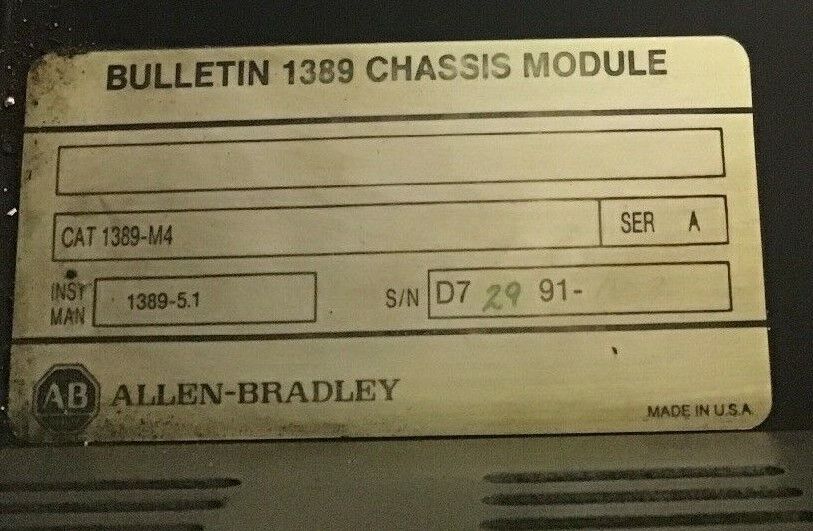 BULLETIN 1389 CHASSIS MODULE
CAT 1389-M4 SER A
INST MAN 1389-5.1 S/N D7 29 91-
AB ALLEN-BRADLEY
MADE IN U.S.A.